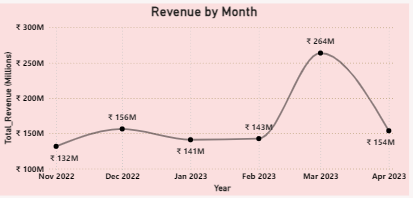 Revenue by Month
₹ 300M
₹ 264M
₹ 250M
₹ 200M
₹ 156M
₹ 143M
₹ 150M
₹ 154M
₹ 141M
₹ 132M
₹ 100M
Total_Revenue (Millions)
Nov 2022 Dec 2022 Jan 2023 Feb 2023 Mar 2023 Apr 2023
Year